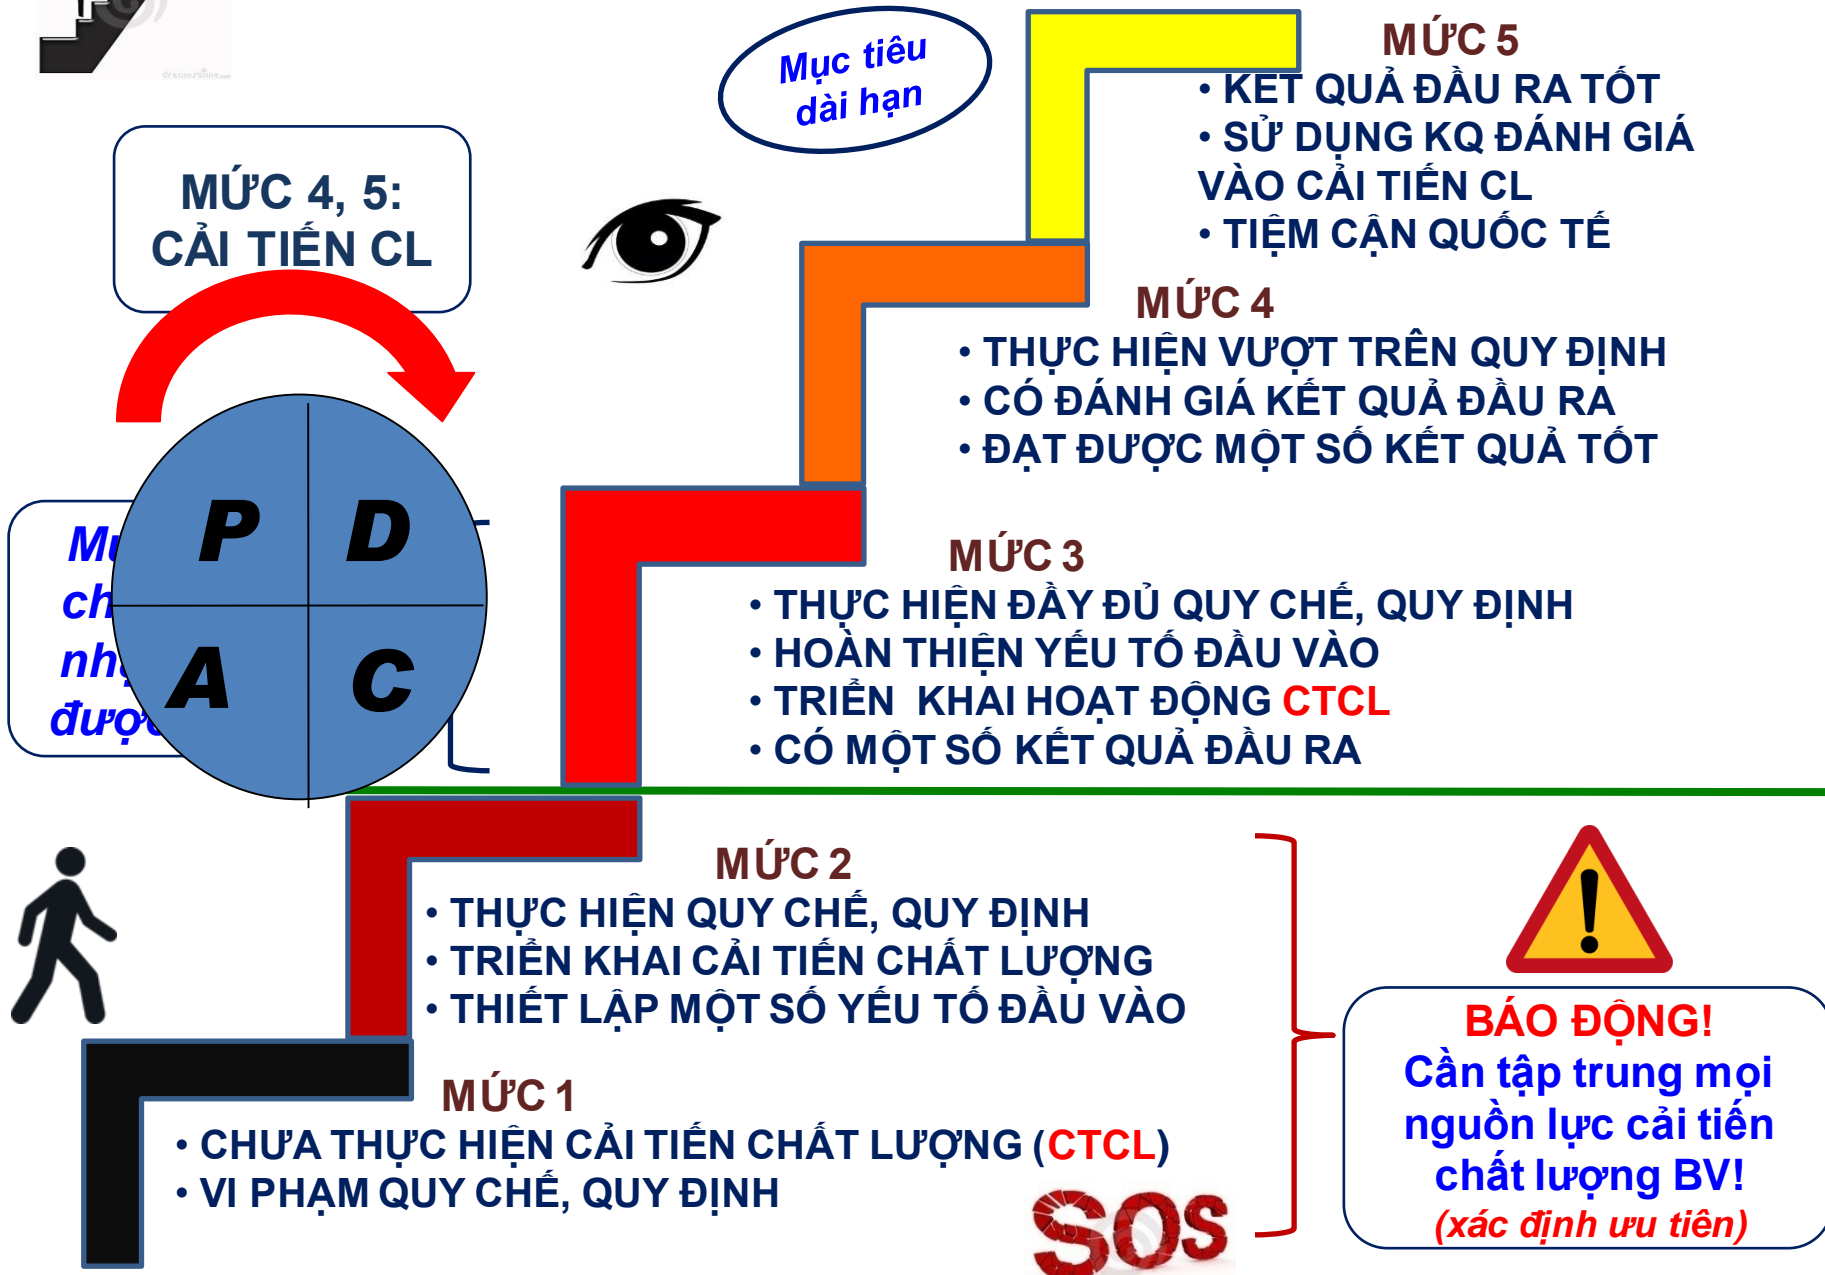 Mục tiêu
dài hạn
MỨC 5
• KẾT QUẢ ĐẦU RA TỐT
• SỬ DỤNG KQ ĐÁNH GIÁ
VÀO CẢI TIẾN CL
• TIỆM CẬN QUỐC TẾ
MỨC 4, 5:
CẢI TIẾN CL
MỨC 4
• THỰC HIỆN VƯỢT TRÊN QUY ĐỊNH
• CÓ ĐÁNH GIÁ KẾT QUẢ ĐẦU RA
• ĐẠT ĐƯỢC MỘT SỐ KẾT QUẢ TỐT
P D
A C
MỨC 3
• THỰC HIỆN ĐẦY ĐỦ QUY CHẾ, QUY ĐỊNH
• HOÀN THIỆN YẾU TỐ ĐẦU VÀO
• TRIỂN KHAI HOẠT ĐỘNG CTCL
• CÓ MỘT SỐ KẾT QUẢ ĐẦU RA
MỨC 2
• THỰC HIỆN QUY CHẾ, QUY ĐỊNH
• TRIỂN KHAI CẢI TIẾN CHẤT LƯỢNG
• THIẾT LẬP MỘT SỐ YẾU TỐ ĐẦU VÀO
MỨC 1
• CHƯA THỰC HIỆN CẢI TIẾN CHẤT LƯỢNG (CTCL)
• VI PHẠM QUY CHẾ, QUY ĐỊNH
SOS
BÁO ĐỘNG!
Cần tập trung mọi
nguồn lực cải tiến
chất lượng BV!
(xác định ưu tiên)